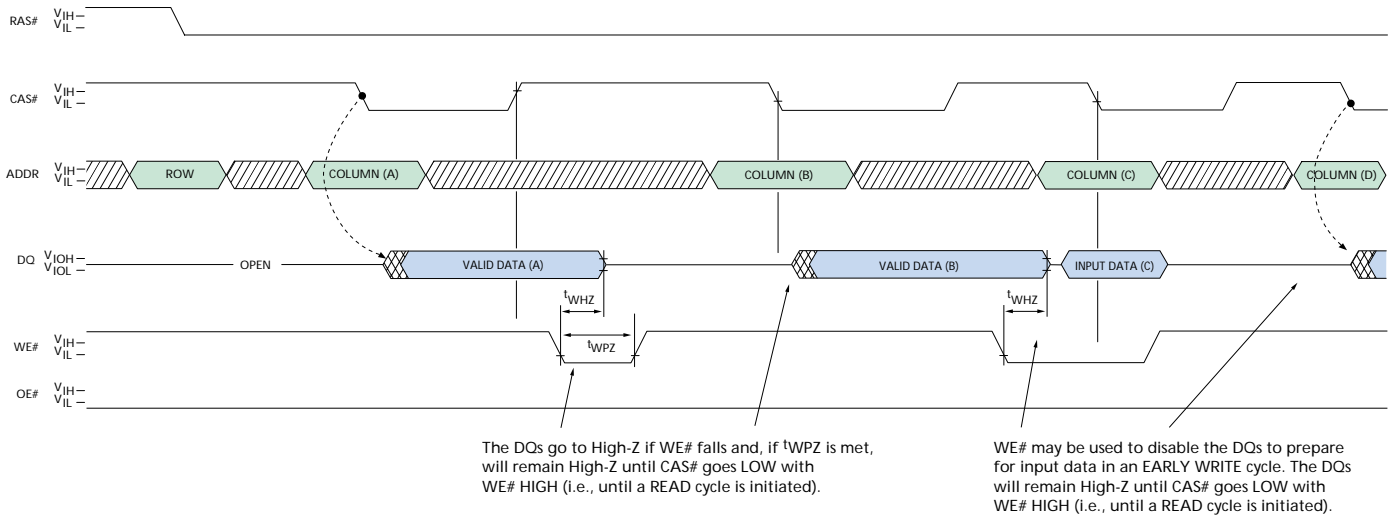 RAS# VIH VIL
CAS# VIH VIL
ADDR VIH VIL ROW COLUMN (A) COLUMN (B) COLUMN (C) COLUMN (D)
DQ VIOH VIOL OPEN VALID DATA (A) VALID DATA (B) INPUT DATA (C)
tWHZ tWHZ
tWPZ
WE# VIH VIL
OE# VIH VIL
The DQs go to High-Z if WE# falls and, if tWPZ is met,
will remain High-Z until CAS# goes LOW with
WE# HIGH (i.e., until a READ cycle is initiated).
WE# may be used to disable the DQs to prepare
for input data in an EARLY WRITE cycle. The DQs
will remain High-Z until CAS# goes LOW with
WE# HIGH (i.e., until a READ cycle is initiated).